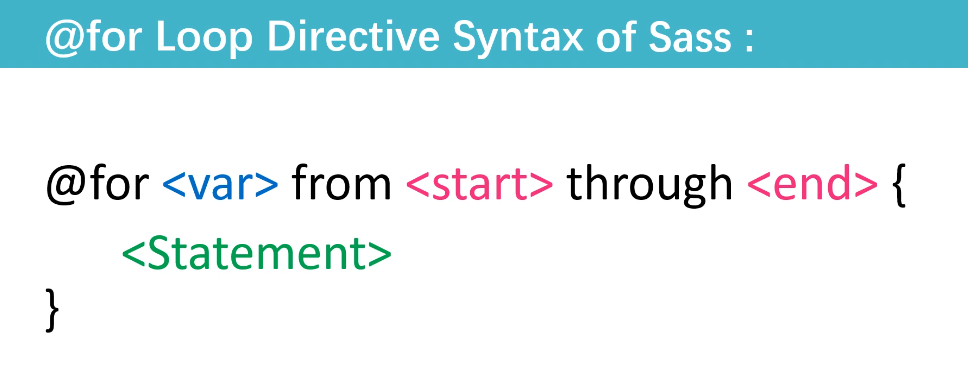 @for Loop Directive Syntax of Sass :
@for <var> from <start> through <end> {
<Statement>
}